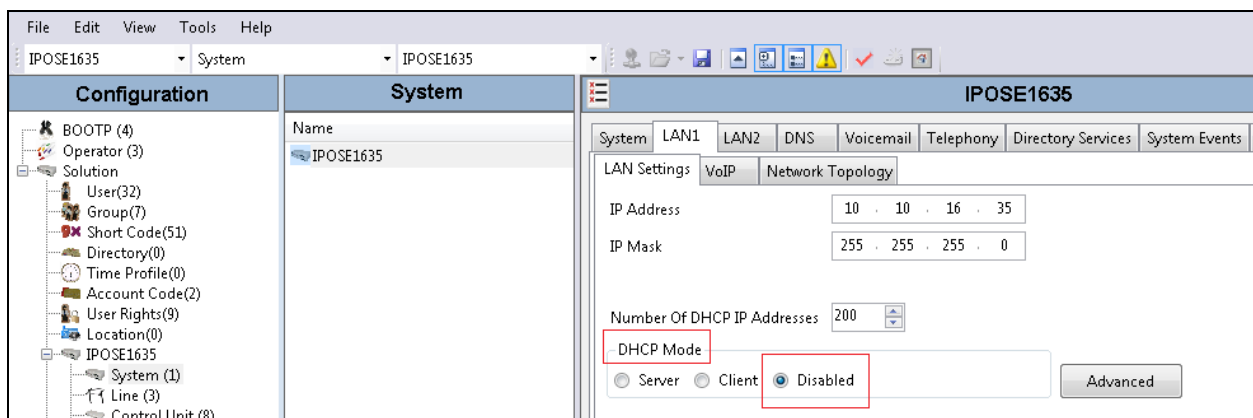 File Edit View Tools Help
IPOSE1635 System IPOSE1635
Configuration
BOOTP (4)
Operator (3)
Solution
User(32)
Group(7)
Short Code(51)
Directory(0)
Time Profile(0)
Account Code(2)
User Rights(9)
Location(0)
IPOSE1635
System (1)
Line (3)
Control Unit (8)
System
Name
IPOSE1635
IPOSE1635
System LAN1 LAN2 DNS Voicemail Telephony Directory Services System Events
LAN Settings VoIP Network Topology
IP Address 10 . 10 . 16 . 35
IP Mask 255 . 255 . 255 . 0
Number Of DHCP IP Addresses 200
DHCP Mode
Server Client Disabled Advanced